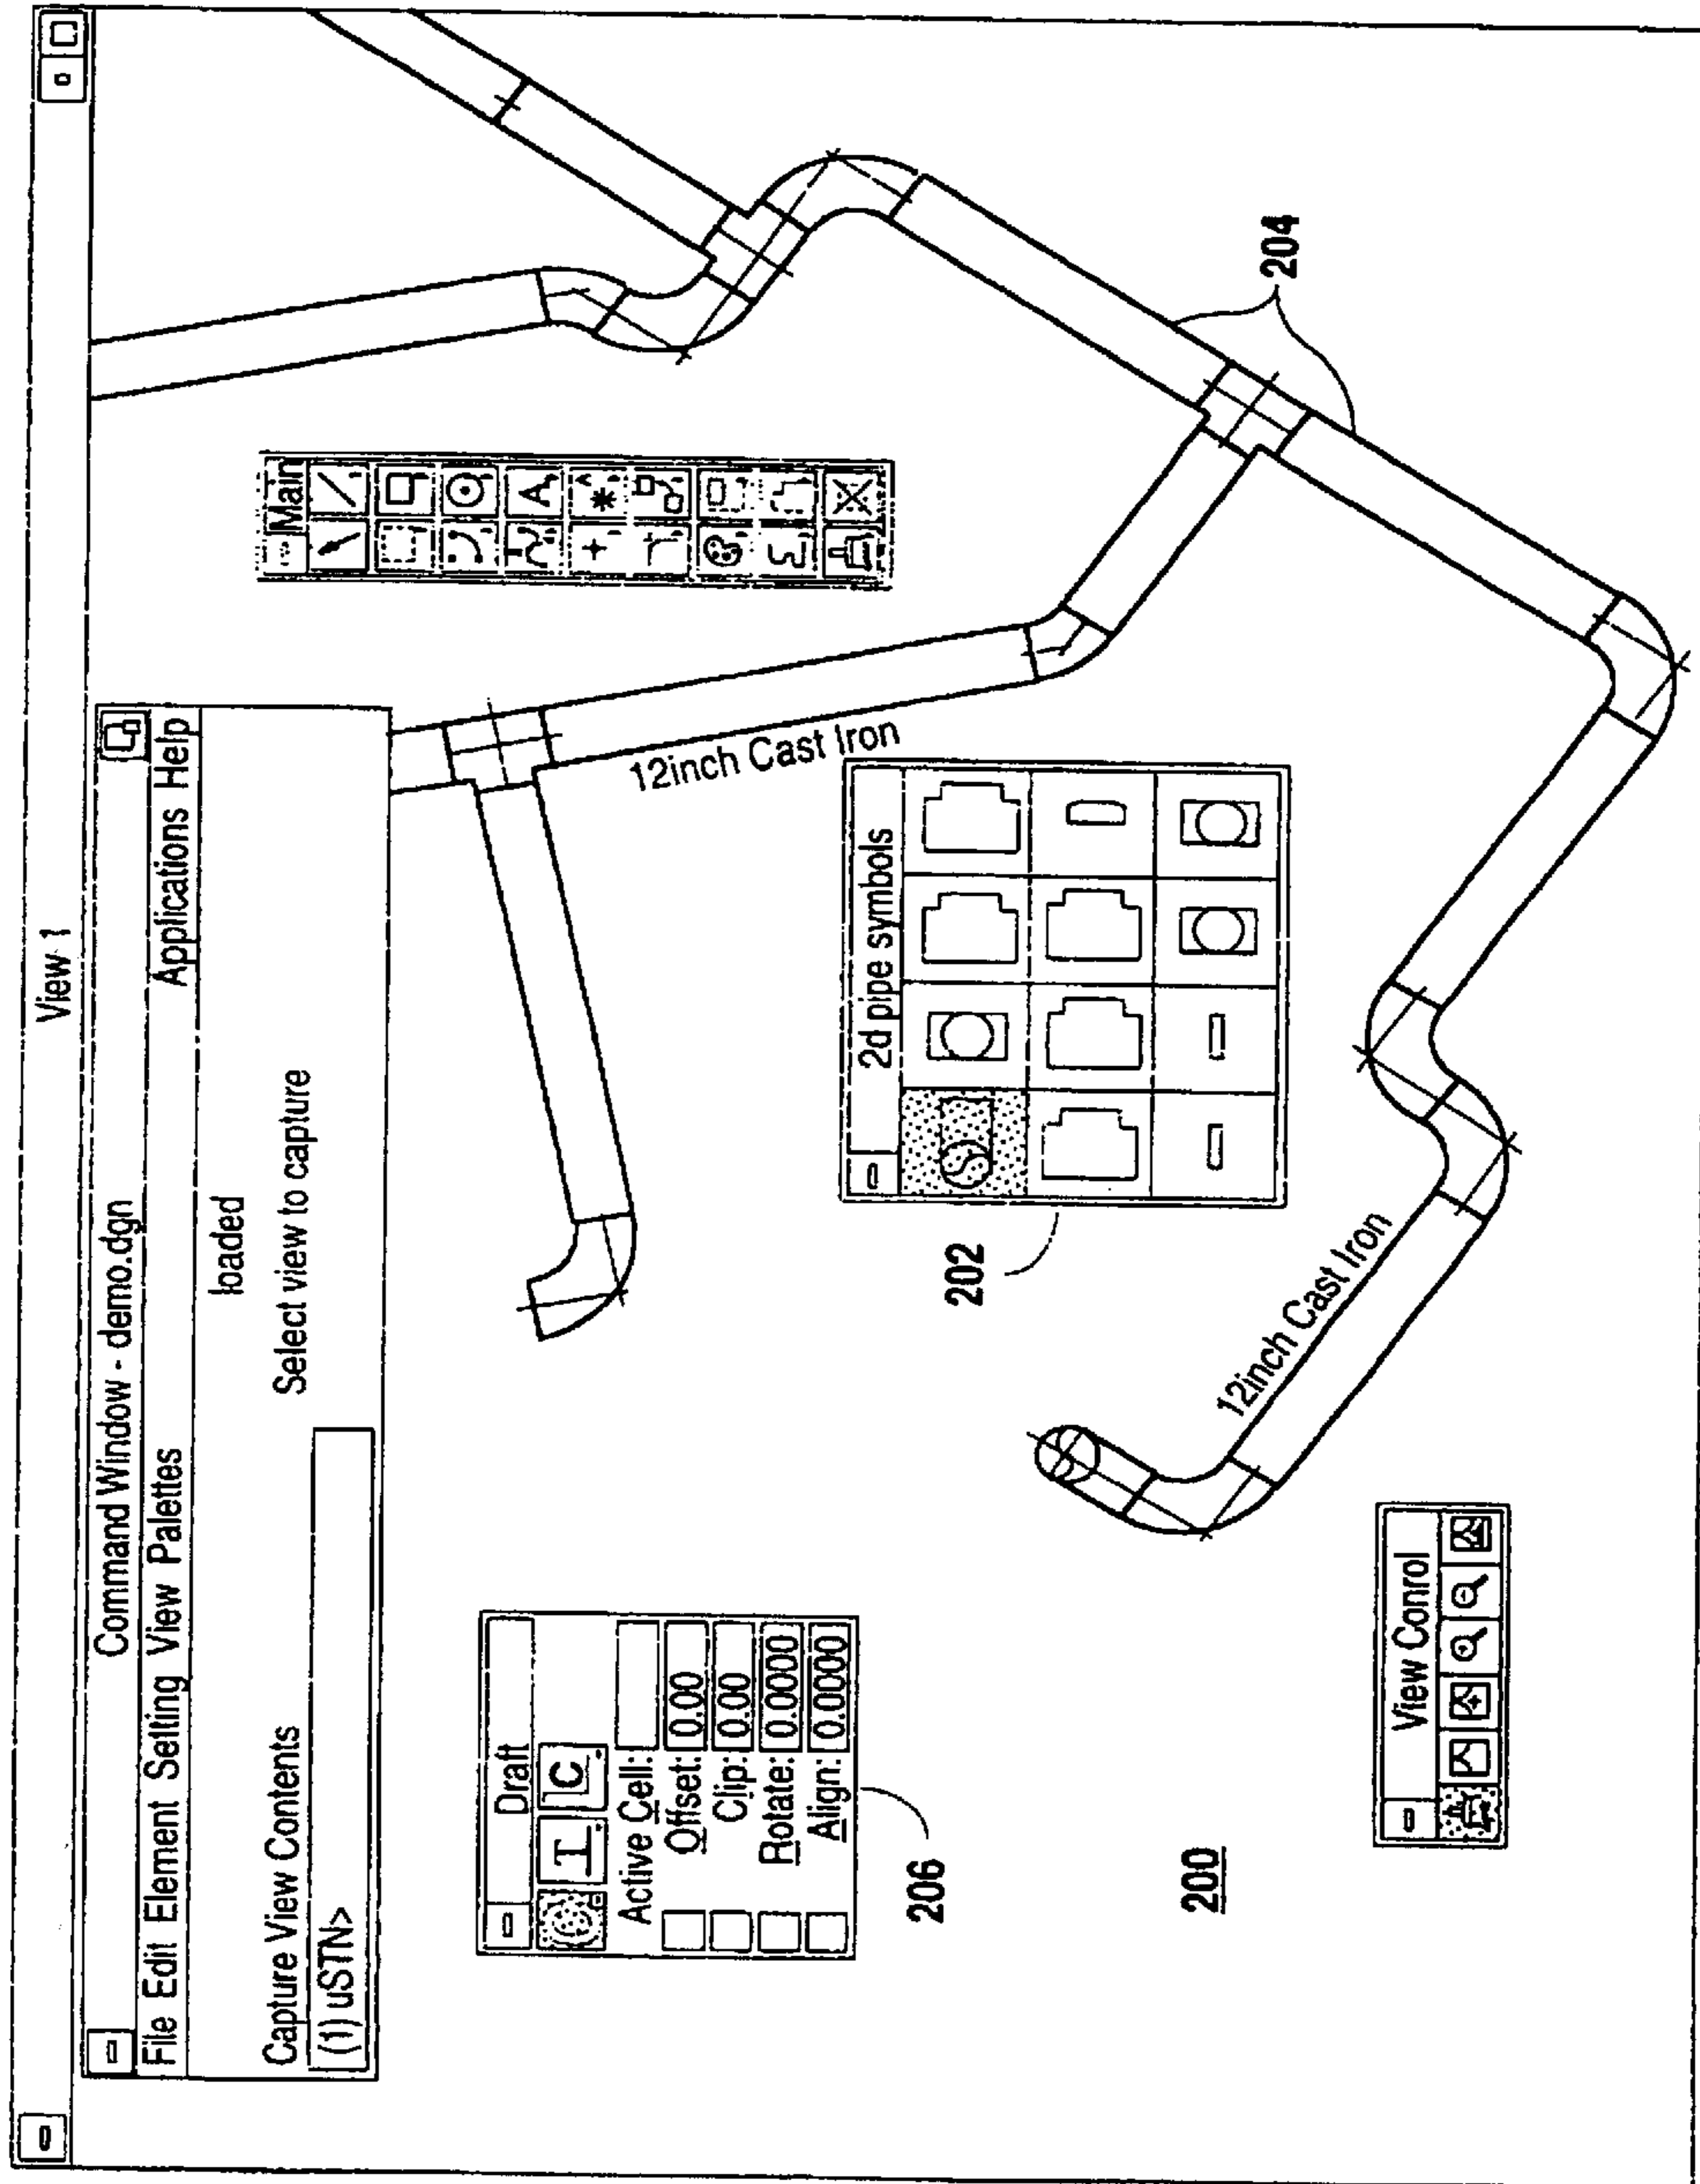 View 1
Command Window - demo.dgn
File Edit Element Setting View Palettes Applications Help
loaded
Capture View Contents Select view to capture
(1) uSTN>
Main
A
A
Draft
T C
Active Cell:
Offset: 0.00
Clip: 0.00
Rotate: 0.0000
Align: 0.0000
206
12inch Cast Iron
2d pipe symbols
202
12inch Cast Iron
204
200
View Conrol